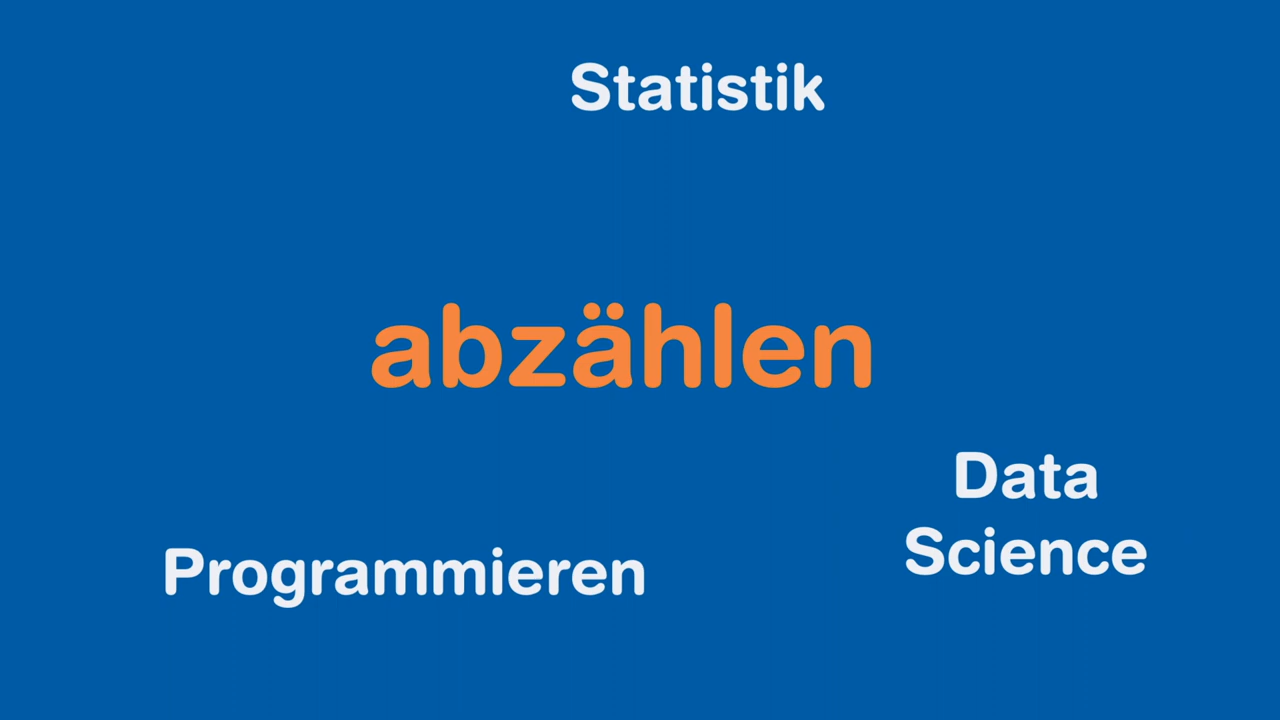 Statistik
abzählen
Data
Science
Programmieren